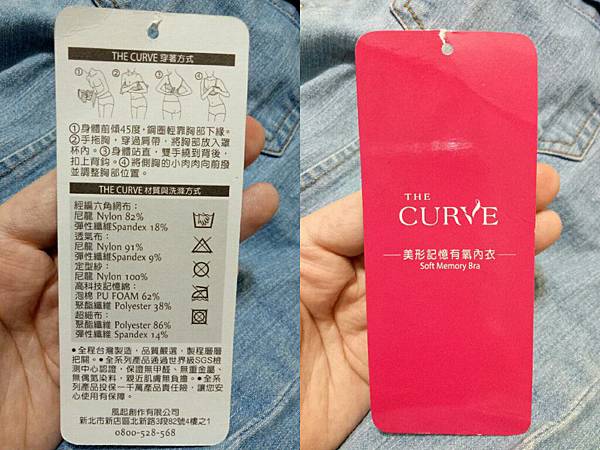 THE CURVE 穿著方式
① ② ③ ④
①身體前傾45度,鋼圈輕靠胸部下緣。
②手拖胸,穿過肩帶,將胸部放入罩
杯內。③身體站直,雙手繞到背後,
扣上背鉤。④將側胸的小肉肉向前撥
並調整胸部位置。
THE CURVE 材質與洗滌方式
經編六角網布:
尼龍 Nylon 82%
彈性纖維Spandex 18%
透氣布:
尼龍 Nylon 91%
彈性纖維Spandex 9%
定型紗:
尼龍 Nylon 100%
高科技記憶綿:
泡棉 PU FOAM 62%
聚酯纖維 Polyester 38%
超細布:
聚酯纖維 Polyester 86%
彈性纖維 Spandex 14%
●全程台灣製造,品質嚴選,製程層層
把關。●全系列產品通過世界級SGS檢
測中心認證,保證無甲醛、無重金屬、
無偶氮染料,親近肌膚無負擔。●全系
列產品投保一千萬產品責任險,讓您安
心使用有保障。
風起創作有限公司
新北市新店區北新路3段82號4樓之1
0800-528-568
THE
CURVE
美形記憶有氧內衣
Soft Memory Bra